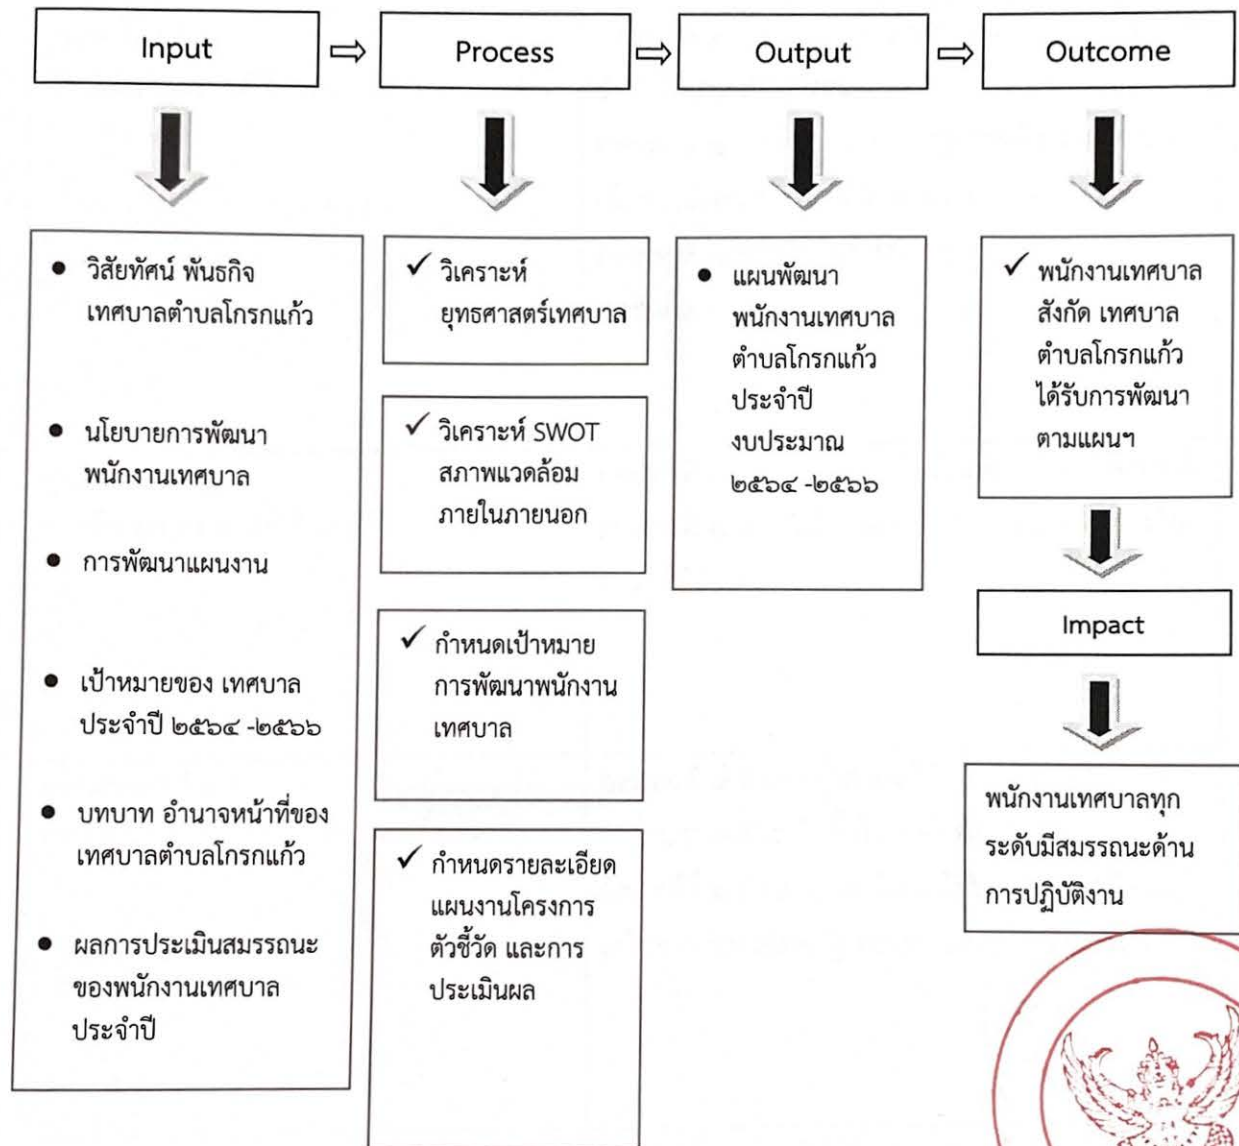 Input ⇨ Process ⇨ Output ⇨ Outcome
● วิสัยทัศน์ พันธกิจ
เทศบาลตำบลโกรกแก้ว
● นโยบายการพัฒนา
พนักงานเทศบาล
● การพัฒนาแผนงาน
● เป้าหมายของ เทศบาล
ประจำปี ๒๕๖๔ -๒๕๖๖
● บทบาท อำนาจหน้าที่ของ
เทศบาลตำบลโกรกแก้ว
● ผลการประเมินสมรรถนะ
ของพนักงานเทศบาล
ประจำปี
✓ วิเคราะห์
ยุทธศาสตร์เทศบาล
✓ วิเคราะห์ SWOT
สภาพแวดล้อม
ภายในภายนอก
✓ กำหนดเป้าหมาย
การพัฒนาพนักงาน
เทศบาล
✓ กำหนดรายละเอียด
แผนงานโครงการ
ตัวชี้วัด และการ
ประเมินผล
● แผนพัฒนา
พนักงานเทศบาล
ตำบลโกรกแก้ว
ประจำปี
งบประมาณ
๒๕๖๔ -๒๕๖๖
✓ พนักงานเทศบาล
สังกัด เทศบาล
ตำบลโกรกแก้ว
ได้รับการพัฒนา
ตามแผนฯ
Impact
พนักงานเทศบาลทุก
ระดับมีสมรรถนะด้าน
การปฏิบัติงาน